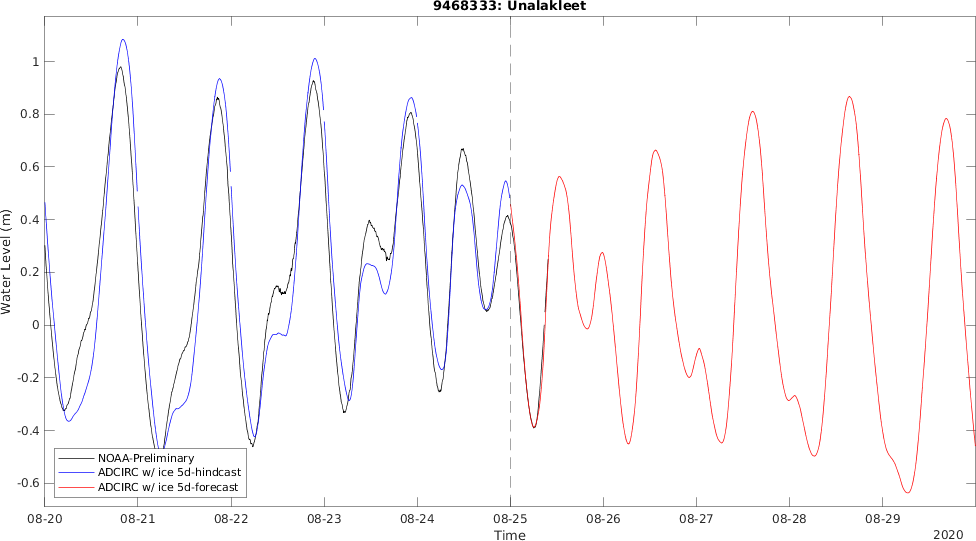 9468333: Unalakleet
Water Level (m)
1
0.8
0.6
0.4
0.2
0
-0.2
-0.4
-0.6
NOAA-Preliminary
ADCIRC w/ ice 5d-hindcast
ADCIRC w/ ice 5d-forecast
08-20 08-21 08-22 08-23 08-24 08-25 08-26 08-27 08-28 08-29
Time
2020